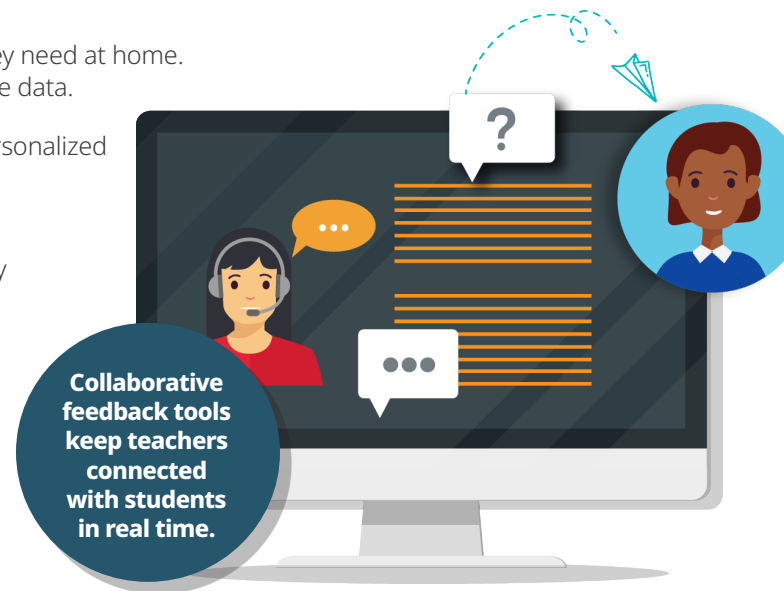 ey need at home.
e data.
rsonalized
y
?
Collaborative
feedback tools
keep teachers
connected
with students
in real time.